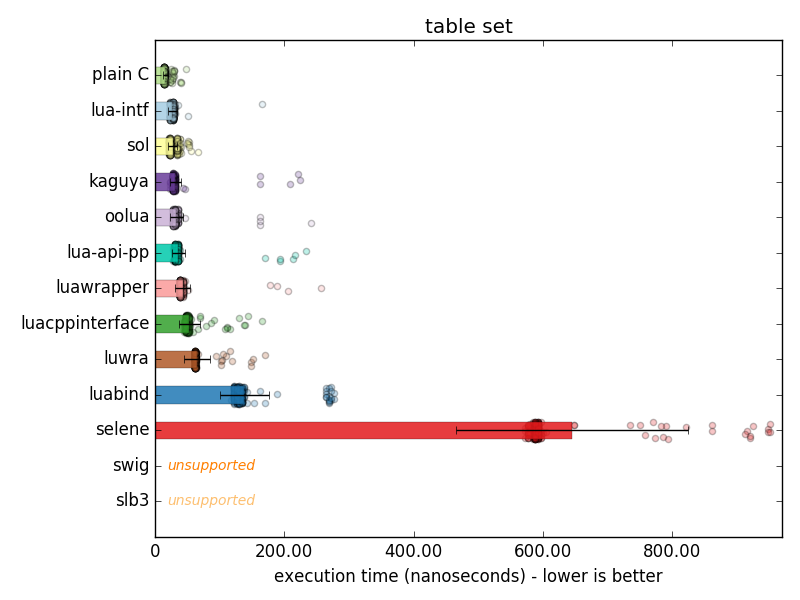 table set
plain C
lua-intf
sol
kaguya
oolua
lua-api-pp
luawrapper
luacppinterface
luwra
luabind
selene
swig unsupported
slb3 unsupported
0 200.00 400.00 600.00 800.00
execution time (nanoseconds) - lower is better